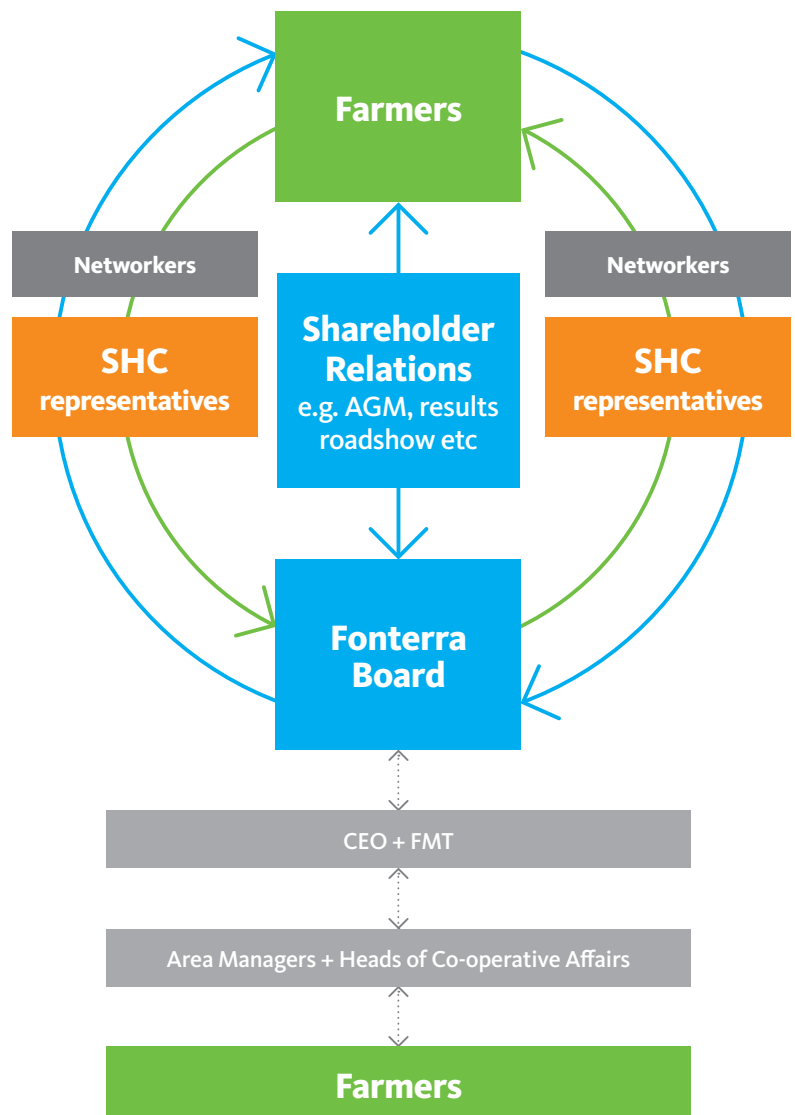 Farmers
Networkers
Networkers
SHC
representatives
Shareholder
Relations
e.g. AGM, results
roadshow etc
SHC
representatives
Fonterra
Board
CEO + FMT
Area Managers + Heads of Co-operative Affairs
Farmers